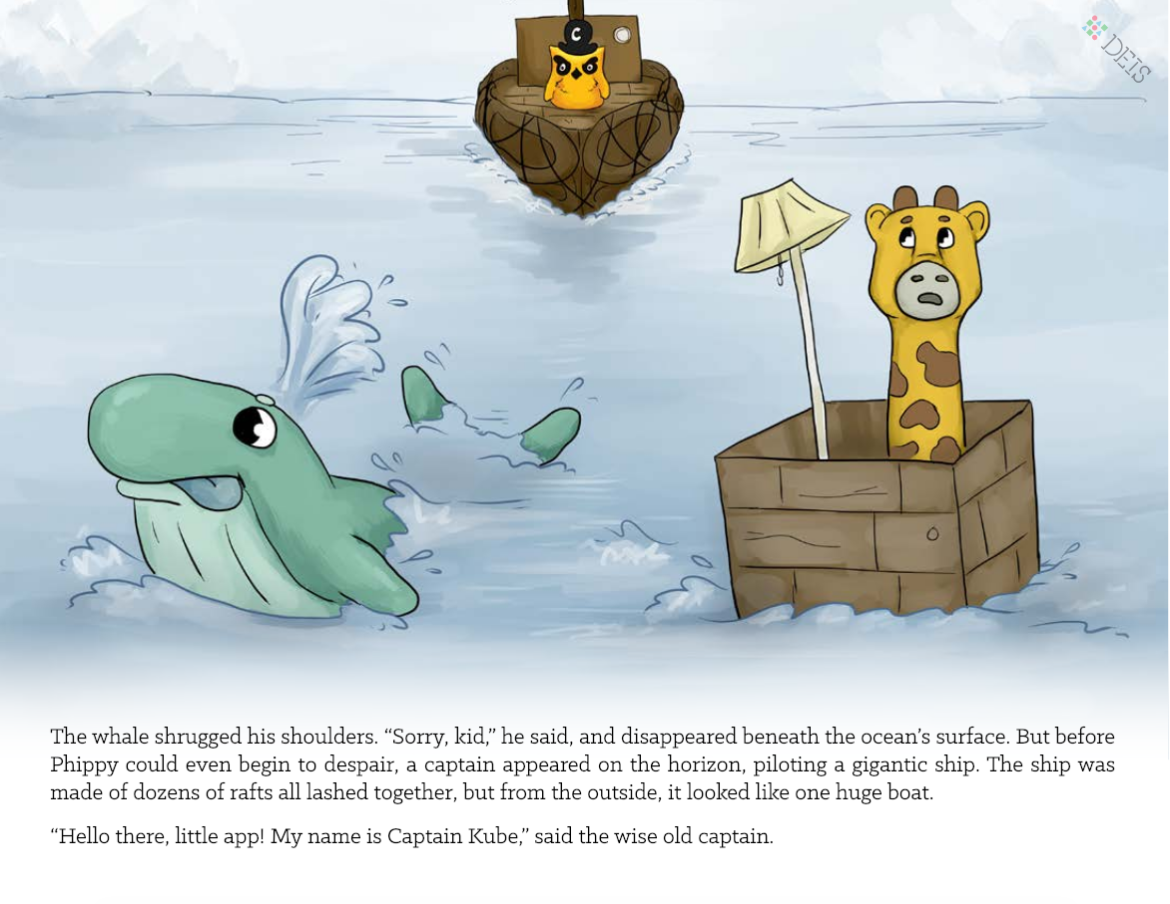 C
DEIS
The whale shrugged his shoulders. “Sorry, kid,” he said, and disappeared beneath the ocean’s surface. But before
Phippy could even begin to despair, a captain appeared on the horizon, piloting a gigantic ship. The ship was
made of dozens of rafts all lashed together, but from the outside, it looked like one huge boat.
“Hello there, little app! My name is Captain Kube,” said the wise old captain.